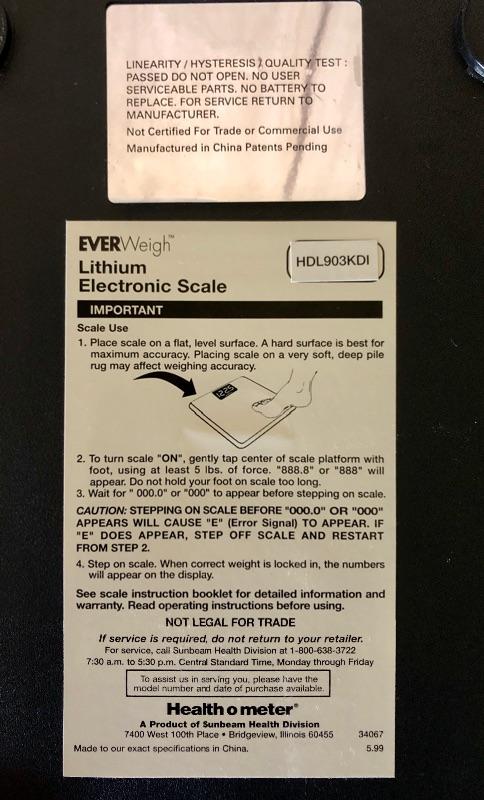 LINEARITY / HYSTERESIS / QUALITY TEST :
PASSED DO NOT OPEN. NO USER
SERVICEABLE PARTS. NO BATTERY TO
REPLACE. FOR SERVICE RETURN TO
MANUFACTURER.
Not Certified For Trade or Commercial Use
Manufactured in China Patents Pending
EVERWeigh™
HDL903KDI
Lithium
Electronic Scale
IMPORTANT
Scale Use
1. Place scale on a flat, level surface. A hard surface is best for
maximum accuracy. Placing scale on a very soft, deep pile
rug may affect weighing accuracy.
2. To turn scale "ON", gently tap center of scale platform with
foot, using at least 5 lbs. of force. "888.8" or "888" will
appear. Do not hold your foot on scale too long.
3. Wait for " 000.0" or "000" to appear before stepping on scale.
CAUTION: STEPPING ON SCALE BEFORE "000.0" OR "000"
APPEARS WILL CAUSE "E" (Error Signal) TO APPEAR. IF
"E" DOES APPEAR, STEP OFF SCALE AND RESTART
FROM STEP 2.
4. Step on scale. When correct weight is locked in, the numbers
will appear on the display.
See scale instruction booklet for detailed information and
warranty. Read operating instructions before using.
NOT LEGAL FOR TRADE
If service is required, do not return to your retailer.
For service, call Sunbeam Health Division at 1-800-638-3722
7:30 a.m. to 5:30 p.m. Central Standard Time, Monday through Friday
To assist us in serving you, please have the
model number and date of purchase available.
Health o meter®
A Product of Sunbeam Health Division
7400 West 100th Place • Bridgeview, Illinois 60455 34067
Made to our exact specifications in China. 5.99